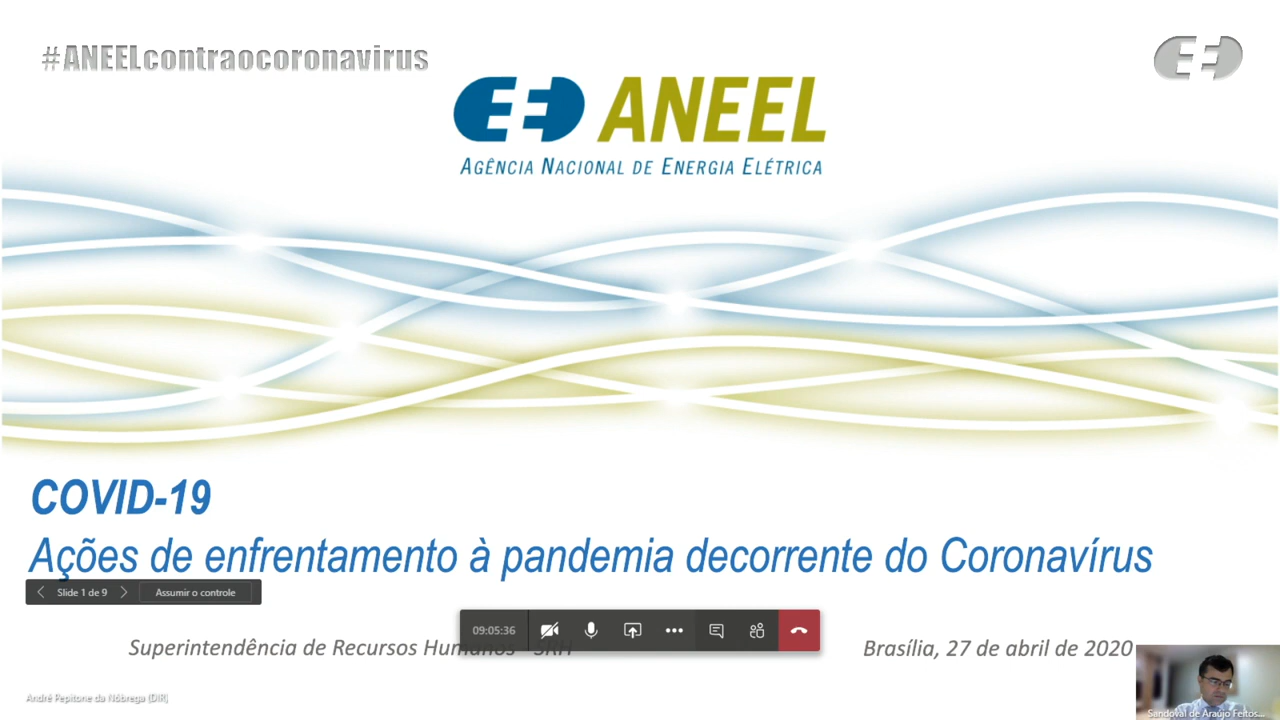 #ANEELcontraocoronavirus
ANEEL
AGÊNCIA NACIONAL DE ENERGIA ELÉTRICA
COVID-19
Ações de enfrentamento à pandemia decorrente do Coronavírus
Slide 1 de 9
Assumir o controle
09:05:36
Superintendência de Recursos Humanos - SRH
Brasília, 27 de abril de 2020
André Pepitone da Nóbrega (DIR)
Sandoval de Araújo Feitos...